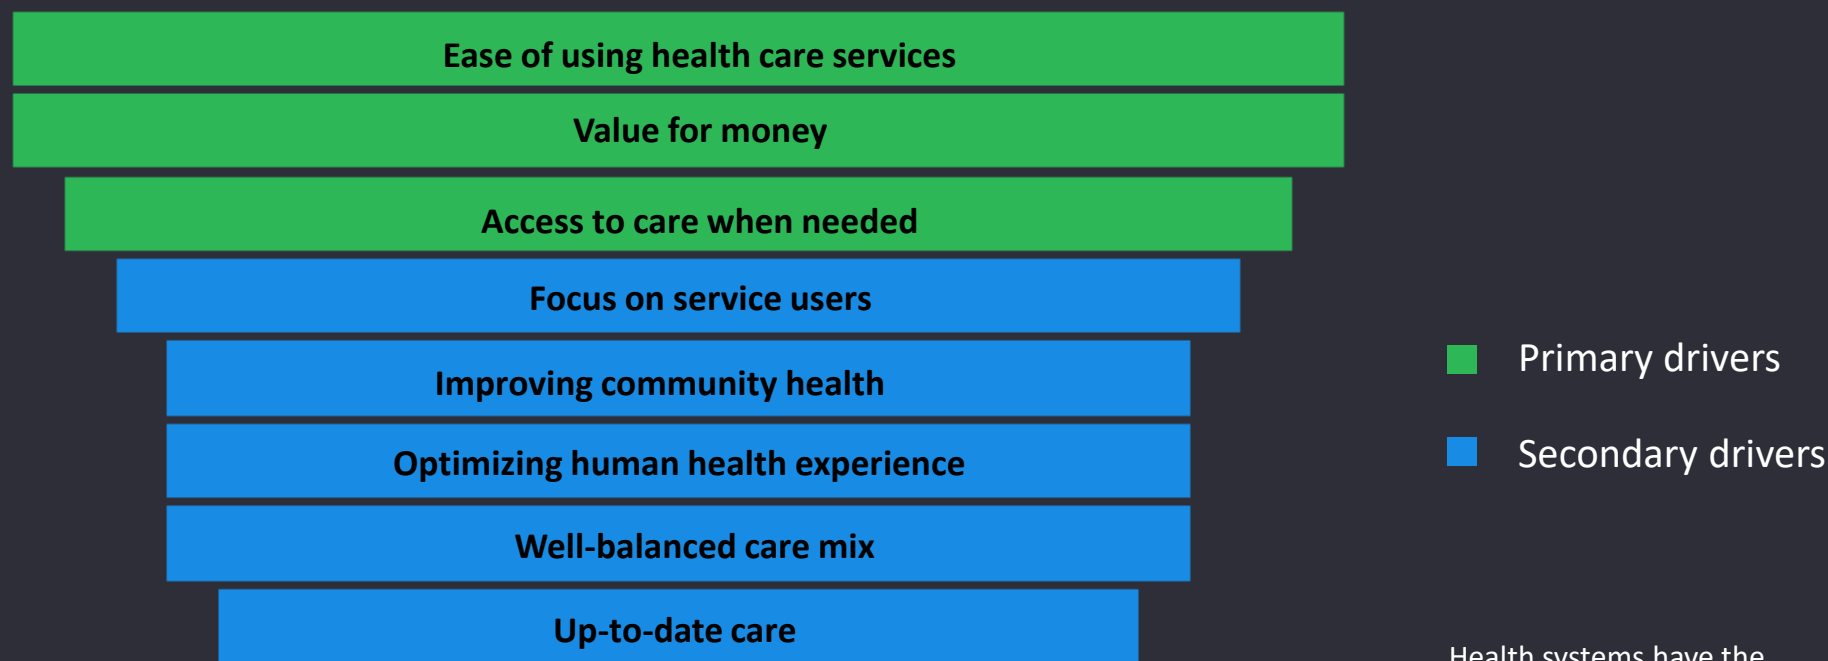 Ease of using health care services
Value for money
Access to care when needed
Focus on service users
Improving community health
Optimizing human health experience
Well-balanced care mix
Up-to-date care
Primary drivers
Secondary drivers
Health systems have the